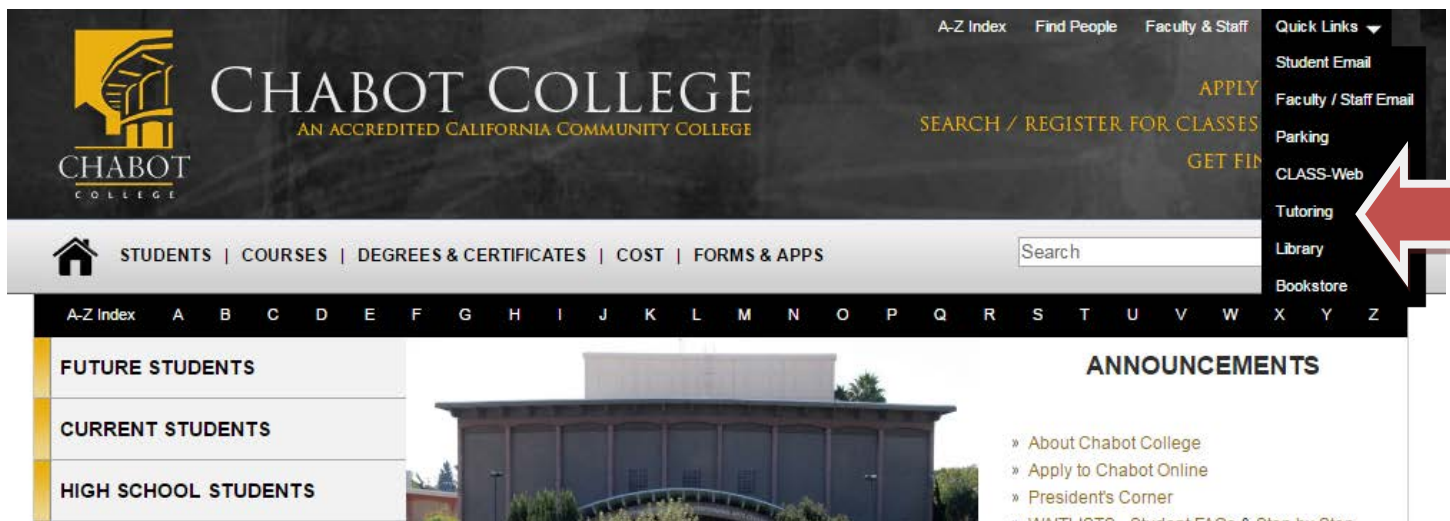 A-Z Index Find People Faculty & Staff Quick Links
Student Email
Faculty / Staff Email
Parking
CLASS-Web
Tutoring
Library
Bookstore
CHABOT
COLLEGE
CHABOT COLLEGE
AN ACCREDITED CALIFORNIA COMMUNITY COLLEGE
APPLY
SEARCH / REGISTER FOR CLASSES
GET
STUDENTS | COURSES | DEGREES & CERTIFICATES | COST | FORMS & APPS
Search
A-Z Index A B C D E F G H I J K L M N O P Q R S T U V W X Y Z
FUTURE STUDENTS
CURRENT STUDENTS
HIGH SCHOOL STUDENTS
ANNOUNCEMENTS
» About Chabot College
» Apply to Chabot Online
» President's Corner